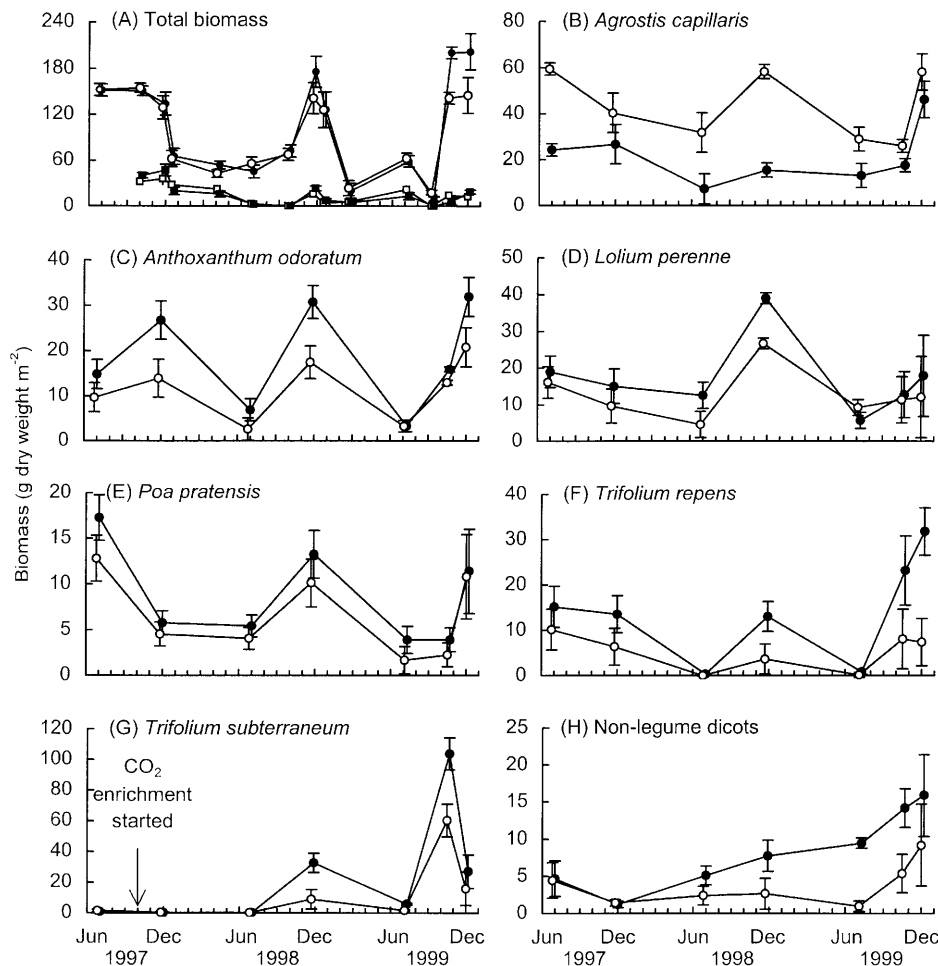 (A) Total biomass
240
180
120
60
0
(B) Agrostis capillaris
80
60
40
20
0
(C) Anthoxanthum odoratum
40
30
20
10
0
(D) Lolium perenne
50
40
30
20
10
0
Biomass (g dry weight m-2)
(E) Poa pratensis
20
15
10
5
0
(F) Trifolium repens
40
30
20
10
0
(G) Trifolium subterraneum
120
100
80
60
40
20
0
CO2
enrichment
started
Jun Dec Jun Dec Jun Dec
1997 1998 1999
(H) Non-legume dicots
25
20
15
10
5
0
Jun Dec Jun Dec Jun Dec
1997 1998 1999